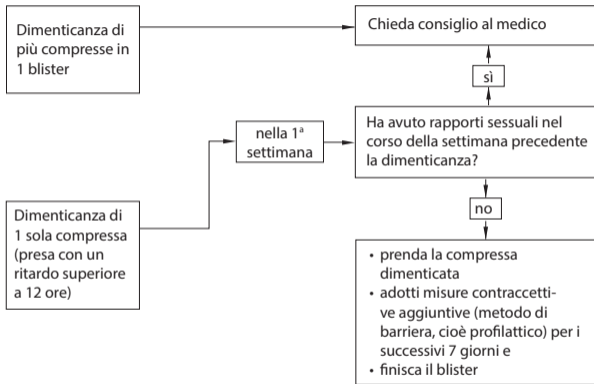 Dimenticanza di
più compresse in
1 blister
Chieda consiglio al medico
sì
nella 1ª
settimana
Ha avuto rapporti sessuali nel
corso della settimana precedente
la dimenticanza?
no
Dimenticanza di
1 sola compressa
(presa con un
ritardo superiore
a 12 ore)
• prenda la compressa
dimenticata
• adotti misure contraccetti-
ve aggiuntive (metodo di
barriera, cioè profilattico) per i
successivi 7 giorni e
• finisca il blister